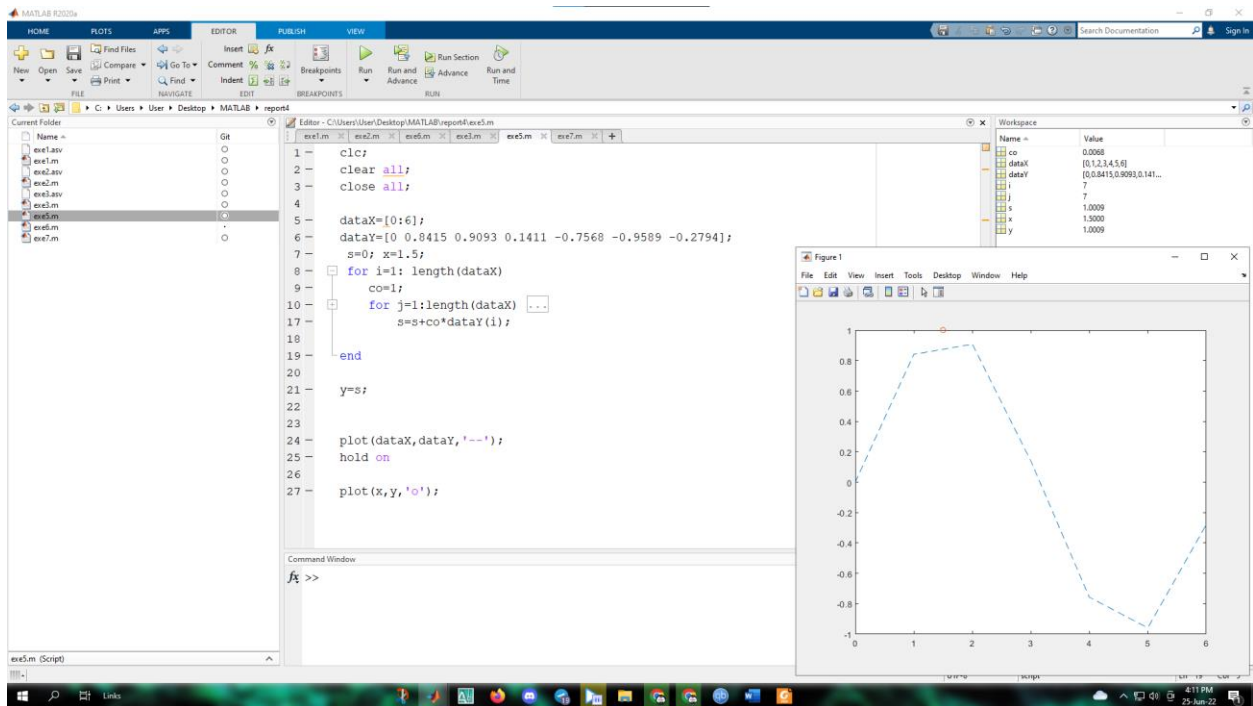 MATLAB R2020a
HOME PLOTS APPS EDITOR PUBLISH VIEW Search Documentation Sign In
New Open Save Find Files Compare Print Go To Find Insert fx Comment % Indent Breakpoints Run Run and Advance Run Section Advance Run and Time
FILE NAVIGATE EDIT BREAKPOINTS RUN
C: Users User Desktop MATLAB report4
Current Folder
Name Git
exe1.asv
exe1.m
exe2.asv
exe2.m
exe3.asv
exe3.m
exe5.m
exe6.m
exe7.m
exe5.m (Script)
Editor - C:\Users\User\Desktop\MATLAB\report4\exe5.m
exe1.m exe2.m exe6.m exe3.m exe5.m exe7.m +
1 clc;
2 clear all;
3 close all;
4
5 dataX=[0:6];
6 dataY=[0 0.8415 0.9093 0.1411 -0.7568 -0.9589 -0.2794];
7 s=0; x=1.5;
8 for i=1: length(dataX)
9 co=1;
10 for j=1:length(dataX) ...
17 s=s+co*dataY(i);
18
19 end
20
21 y=s;
22
23
24 plot(dataX,dataY,'--');
25 hold on
26
27 plot(x,y,'o');
Command Window
fx >>
Workspace
Name Value
co 0.0068
dataX [0,1,2,3,4,5,6]
dataY [0,0.8415,0.9093,0.141...
i 7
j 7
s 1.0009
x 1.5000
y 1.0009
Figure 1
File Edit View Insert Tools Desktop Window Help
1
0.8
0.6
0.4
0.2
0
-0.2
-0.4
-0.6
-0.8
-1
0 1 2 3 4 5 6
Links
4:11 PM
25-Jun-22